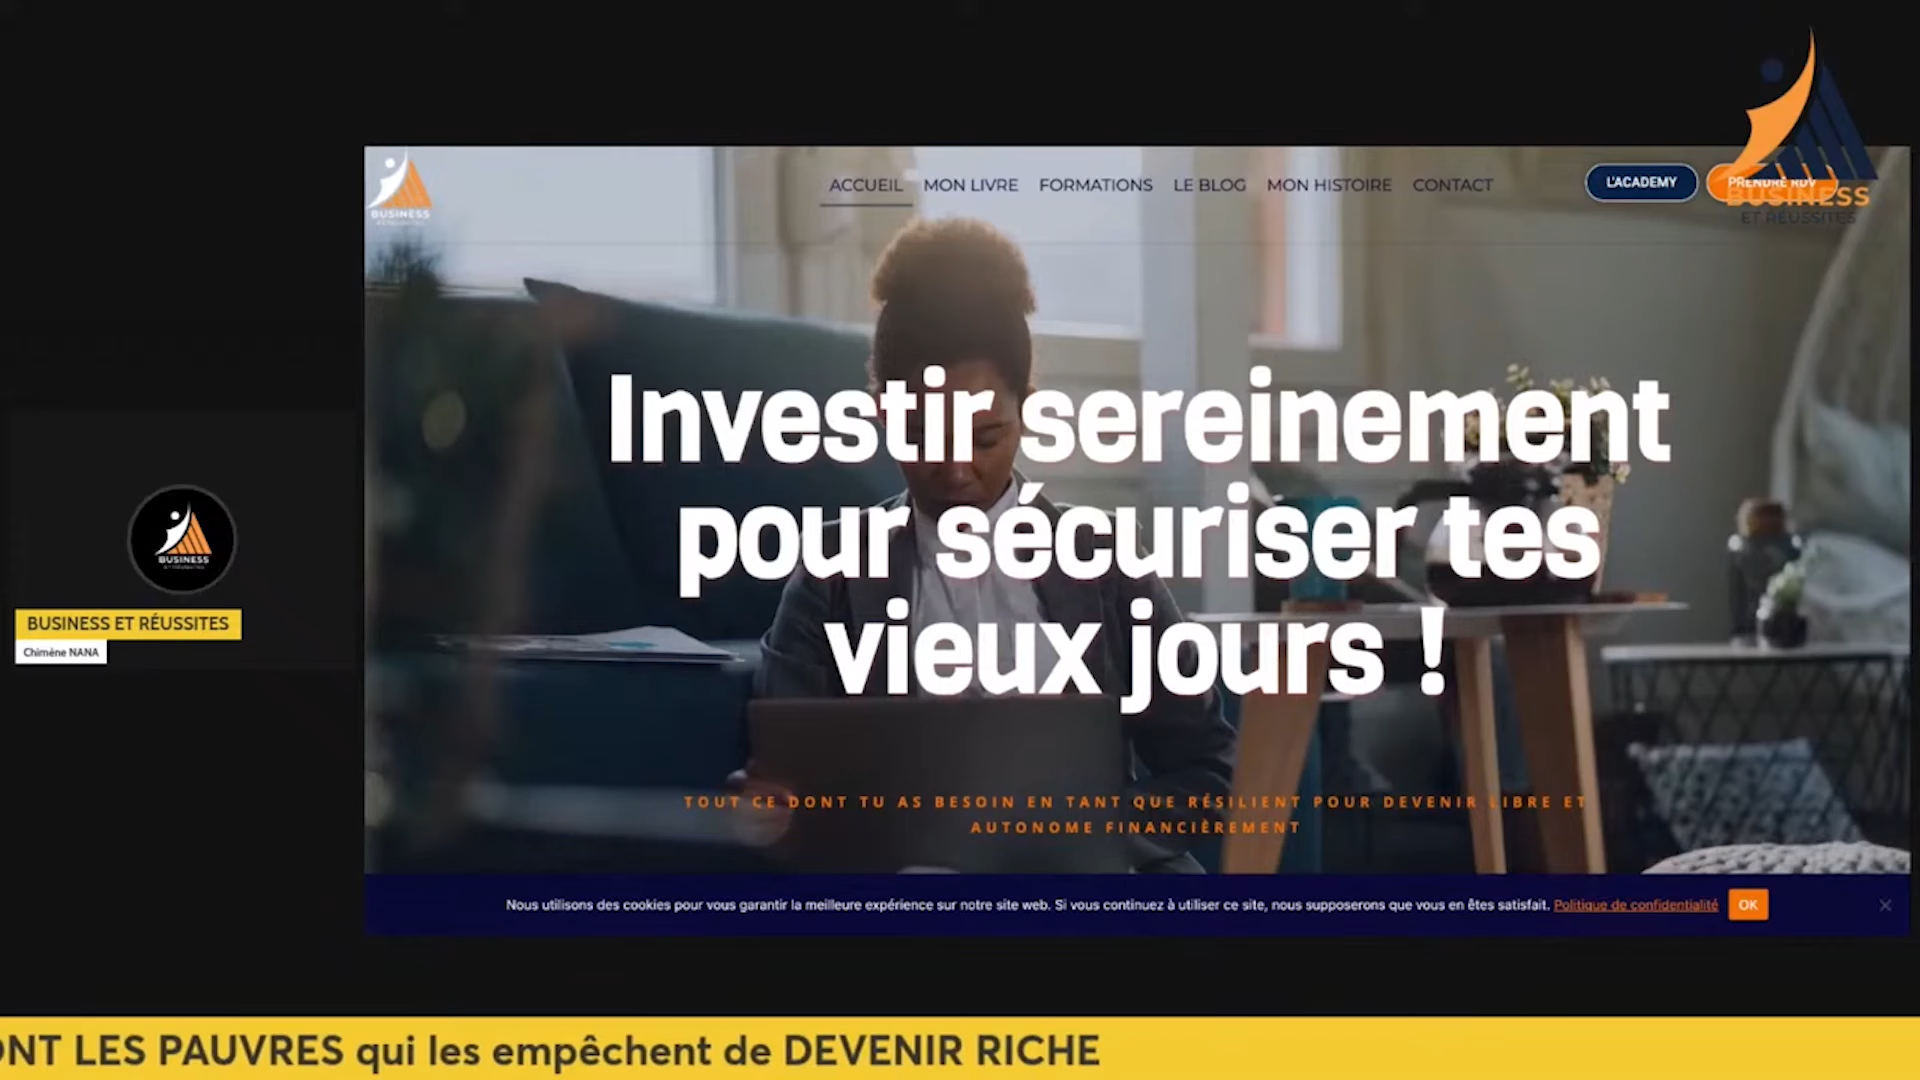 BUSINESS
ACCUEIL MON LIVRE FORMATIONS LE BLOG MON HISTOIRE CONTACT
L'ACADEMY
PRENDRE RDV
BUSINESS
ET RÉUSSITES
Investir sereinement
pour sécuriser tes
vieux jours !
BUSINESS
BUSINESS ET RÉUSSITES
Chimène NANA
TOUT CE DONT TU AS BESOIN EN TANT QUE RÉSILIENT POUR DEVENIR LIBRE ET
AUTONOME FINANCIÈREMENT
Nous utilisons des cookies pour vous garantir la meilleure expérience sur notre site web. Si vous continuez à utiliser ce site, nous supposerons que vous en êtes satisfait. Politique de confidentialité OK
LES PAUVRES qui les empêchent de DEVENIR RICHE